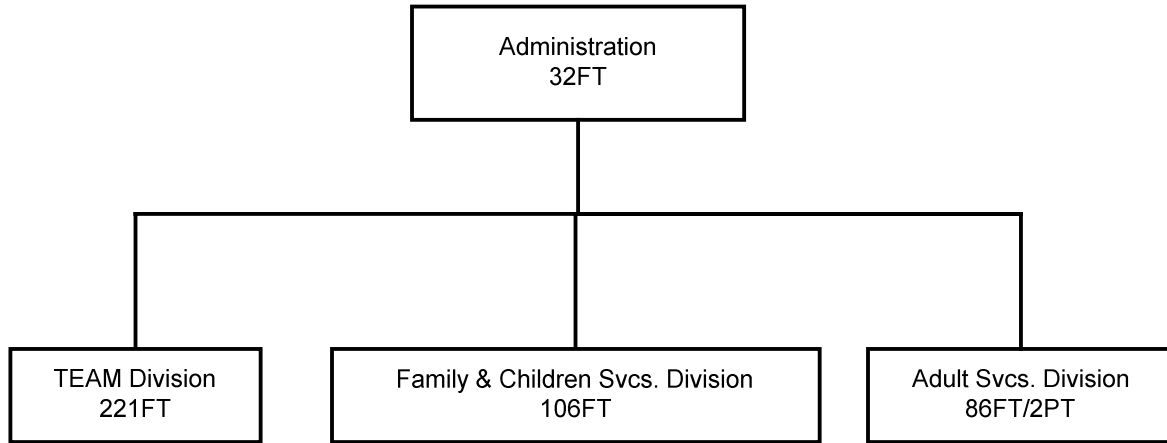 Administration
32FT
TEAM Division
221FT
Family & Children Svcs. Division
106FT
Adult Svcs. Division
86FT/2PT